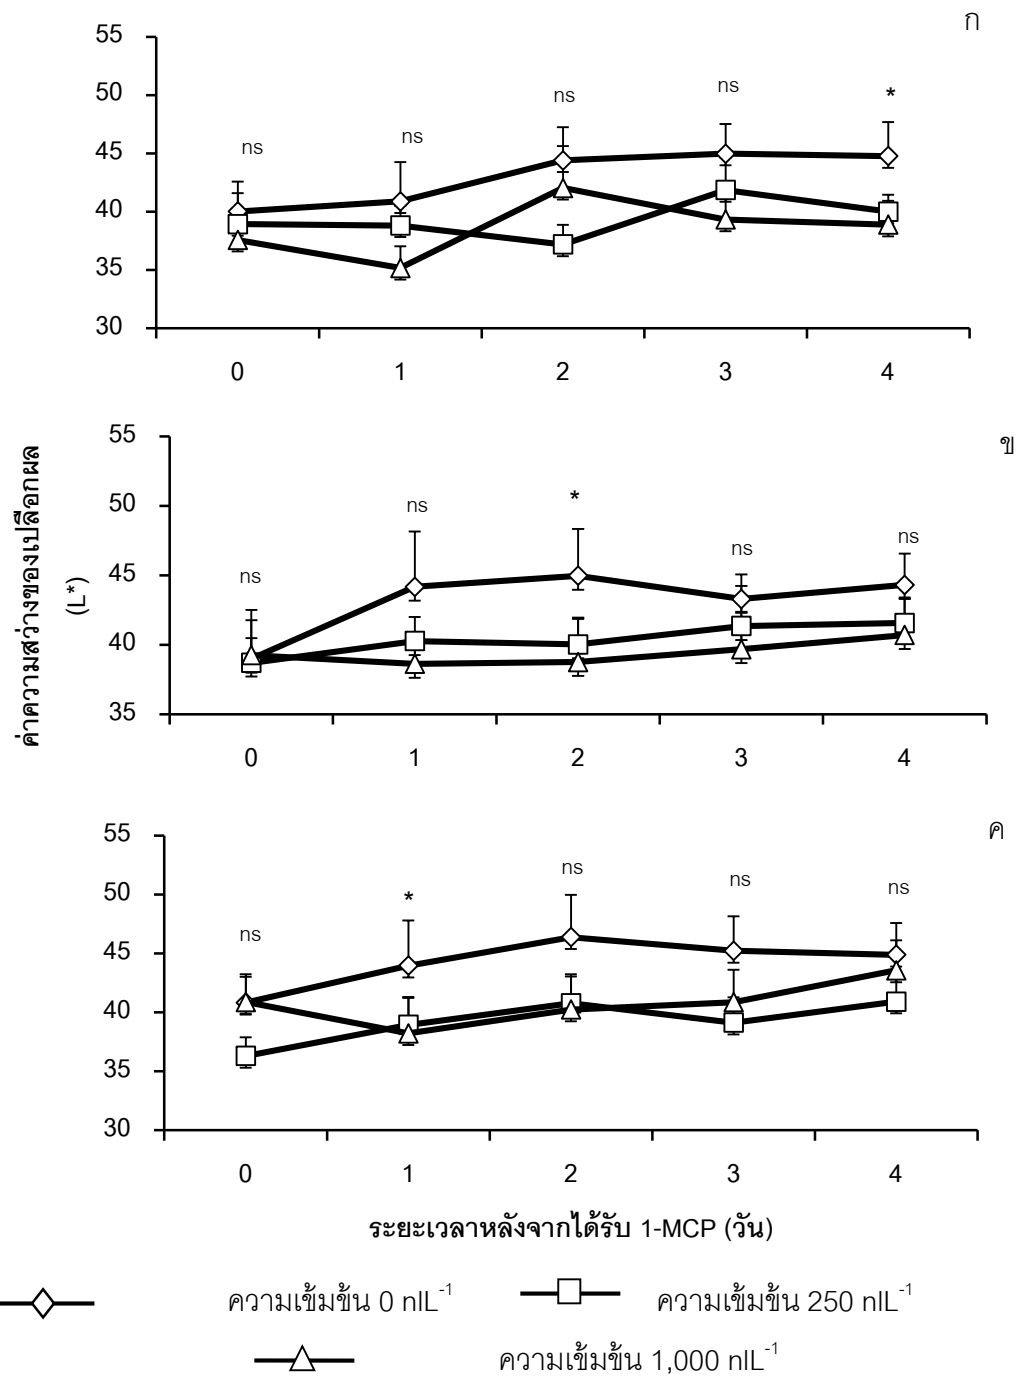 ก
55
50
45
40
35
30
ns
ns
ns
ns
*
0 1 2 3 4
ข
55
50
45
40
35
ns
ns
*
ns
ns
0 1 2 3 4
ค่าความสว่างของเปลือกผล
(L*)
ค
55
50
45
40
35
30
ns
*
ns
ns
ns
0 1 2 3 4
ระยะเวลาหลังจากได้รับ 1-MCP (วัน)
ความเข้มข้น 0 nlL⁻¹ ความเข้มข้น 250 nlL⁻¹
ความเข้มข้น 1,000 nlL⁻¹